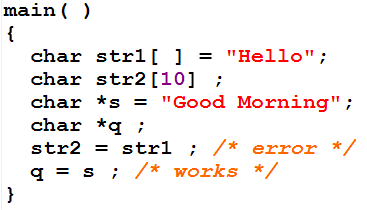 main( )
{
char str1[ ] = "Hello";
char str2[10] ;
char *s = "Good Morning";
char *q ;
str2 = str1 ; /* error */
q = s ; /* works */
}